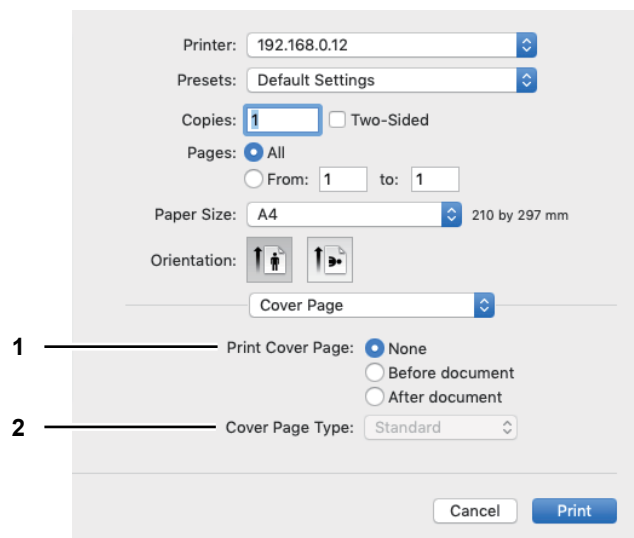 Printer: 192.168.0.12
Presets: Default Settings
Copies: 1 Two-Sided
Pages: All
From: 1 to: 1
Paper Size: A4 210 by 297 mm
Orientation:
Cover Page
1 Print Cover Page: None
Before document
After document
2 Cover Page Type: Standard
Cancel Print